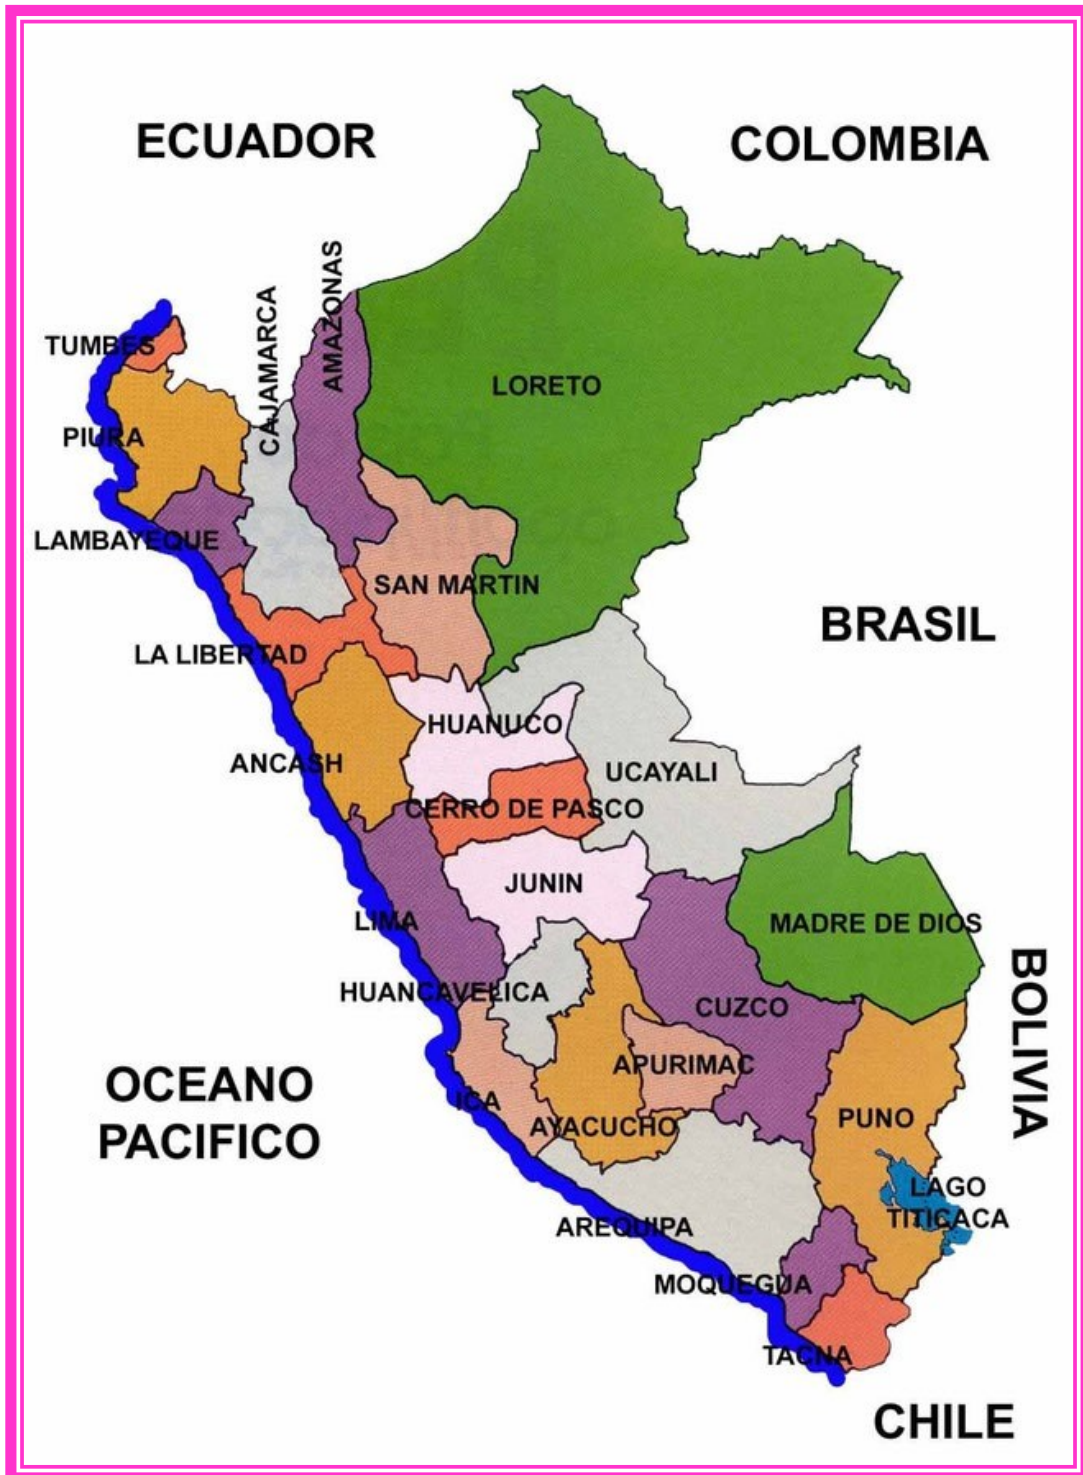 ECUADOR
COLOMBIA
AMAZONAS
CAJAMARCA
TUMBES
LORETO
PIURA
LAMBAYEQUE
SAN MARTIN
BRASIL
LA LIBERTAD
HUANUCO
ANCASH
UCAYALI
CERRO DE PASCO
JUNIN
LIMA
MADRE DE DIOS
HUANCAVELICA
CUZCO
BOLIVIA
APURIMAC
OCEANO
PACIFICO
ICA
AYACUCHO
PUNO
LAGO
TITICACA
AREQUIPA
MOQUEGUA
TACNA
CHILE